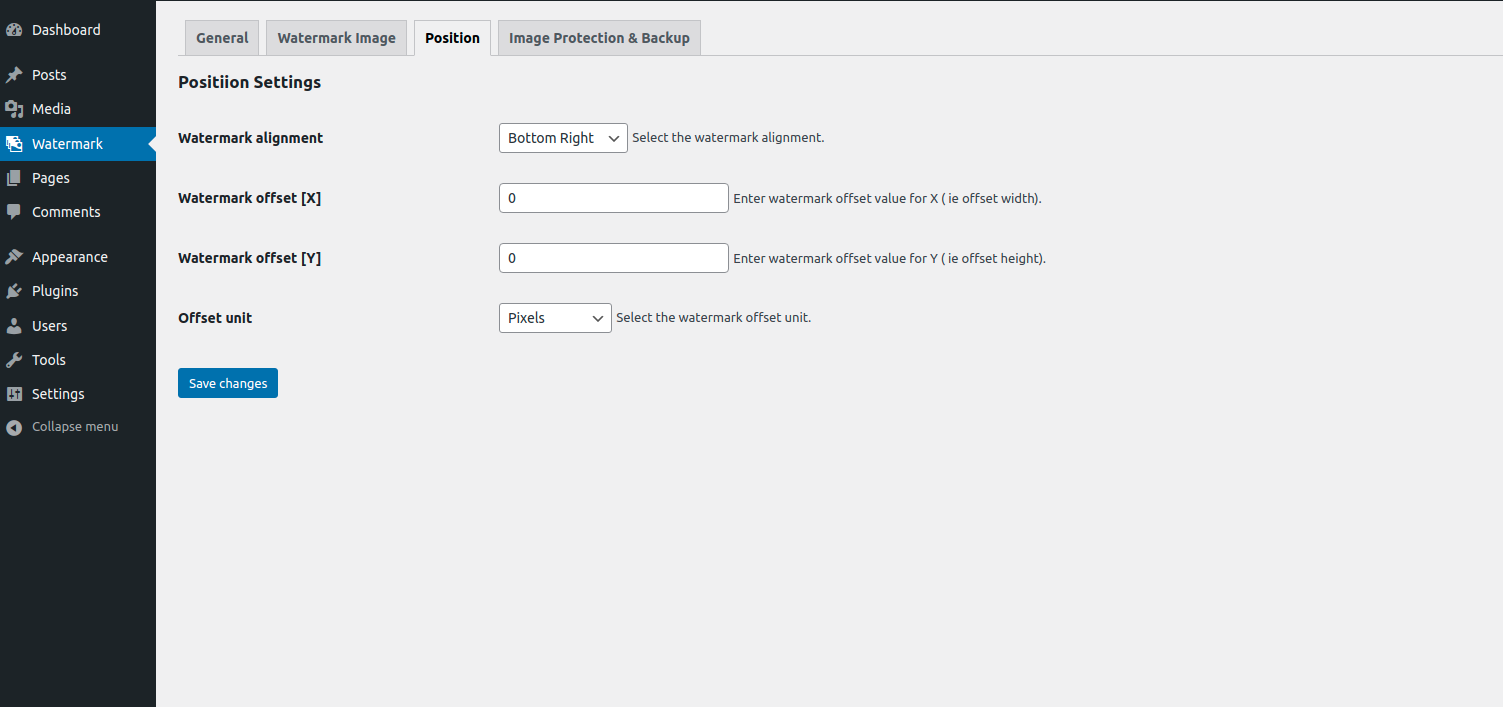 Dashboard
Posts
Media
Watermark
Pages
Comments
Appearance
Plugins
Users
Tools
Settings
Collapse menu
General Watermark Image Position Image Protection & Backup
Positiion Settings
Watermark alignment Bottom Right Select the watermark alignment.
Watermark offset [X] 0 Enter watermark offset value for X ( ie offset width).
Watermark offset [Y] 0 Enter watermark offset value for Y ( ie offset height).
Offset unit Pixels Select the watermark offset unit.
Save changes